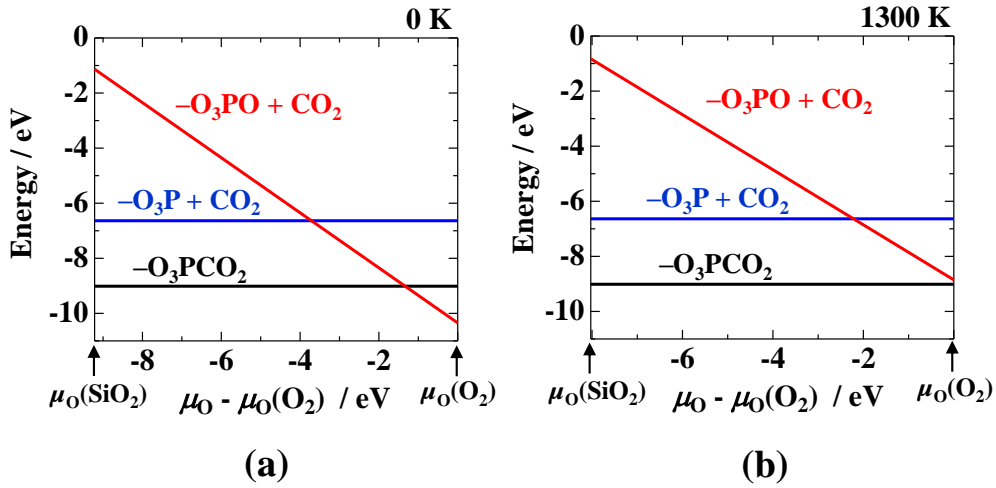 0 K
Energy / eV
0
-2
-4
-6
-8
-10
–O₃PO + CO₂
–O₃P + CO₂
–O₃PCO₂
-8
-6
-4
-2
μO(SiO₂)
μO - μO(O₂) / eV
μO(O₂)
(a)
1300 K
Energy / eV
0
-2
-4
-6
-8
-10
–O₃PO + CO₂
–O₃P + CO₂
–O₃PCO₂
-6
-4
-2
μO(SiO₂)
μO - μO(O₂) / eV
μO(O₂)
(b)